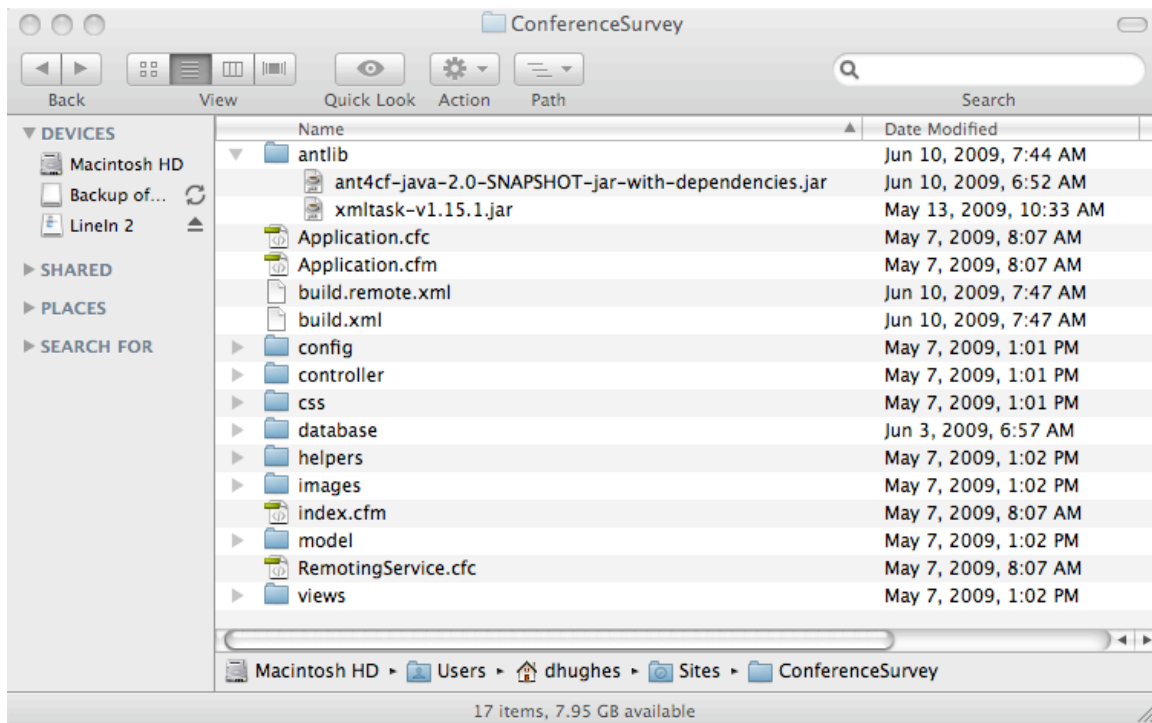 ConferenceSurvey
Back View Quick Look Action Path Search
DEVICES
Macintosh HD
Backup of...
LineIn 2
SHARED
PLACES
SEARCH FOR
Name Date Modified
antlib Jun 10, 2009, 7:44 AM
ant4cf-java-2.0-SNAPSHOT-jar-with-dependencies.jar Jun 10, 2009, 6:52 AM
xmltask-v1.15.1.jar May 13, 2009, 10:33 AM
Application.cfc May 7, 2009, 8:07 AM
Application.cfm May 7, 2009, 8:07 AM
build.remote.xml Jun 10, 2009, 7:47 AM
build.xml Jun 10, 2009, 7:47 AM
config May 7, 2009, 1:01 PM
controller May 7, 2009, 1:01 PM
css May 7, 2009, 1:01 PM
database Jun 3, 2009, 6:57 AM
helpers May 7, 2009, 1:02 PM
images May 7, 2009, 1:02 PM
index.cfm May 7, 2009, 8:07 AM
model May 7, 2009, 1:02 PM
RemotingService.cfc May 7, 2009, 8:07 AM
views May 7, 2009, 1:02 PM
Macintosh HD ▸ Users ▸ dhughes ▸ Sites ▸ ConferenceSurvey
17 items, 7.95 GB available